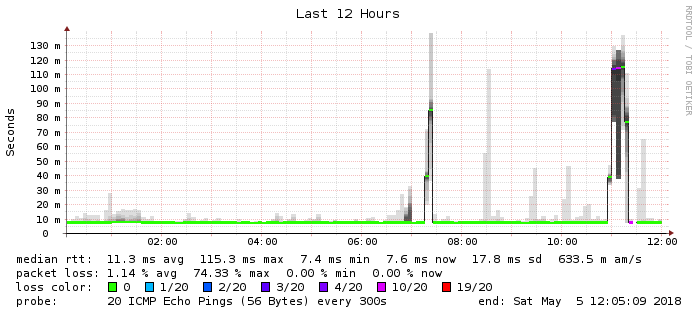 Last 12 Hours
RRDTOOL / TOBI OETIKER
Seconds
130 m
120 m
110 m
100 m
90 m
80 m
70 m
60 m
50 m
40 m
30 m
20 m
10 m
0
02:00 04:00 06:00 08:00 10:00 12:00
median rtt: 11.3 ms avg 115.3 ms max 7.4 ms min 7.6 ms now 17.8 ms sd 633.5 m am/s
packet loss: 1.14 % avg 74.33 % max 0.00 % min 0.00 % now
loss color: 0 1/20 2/20 3/20 4/20 10/20 19/20
probe: 20 ICMP Echo Pings (56 Bytes) every 300s end: Sat May 5 12:05:09 2018